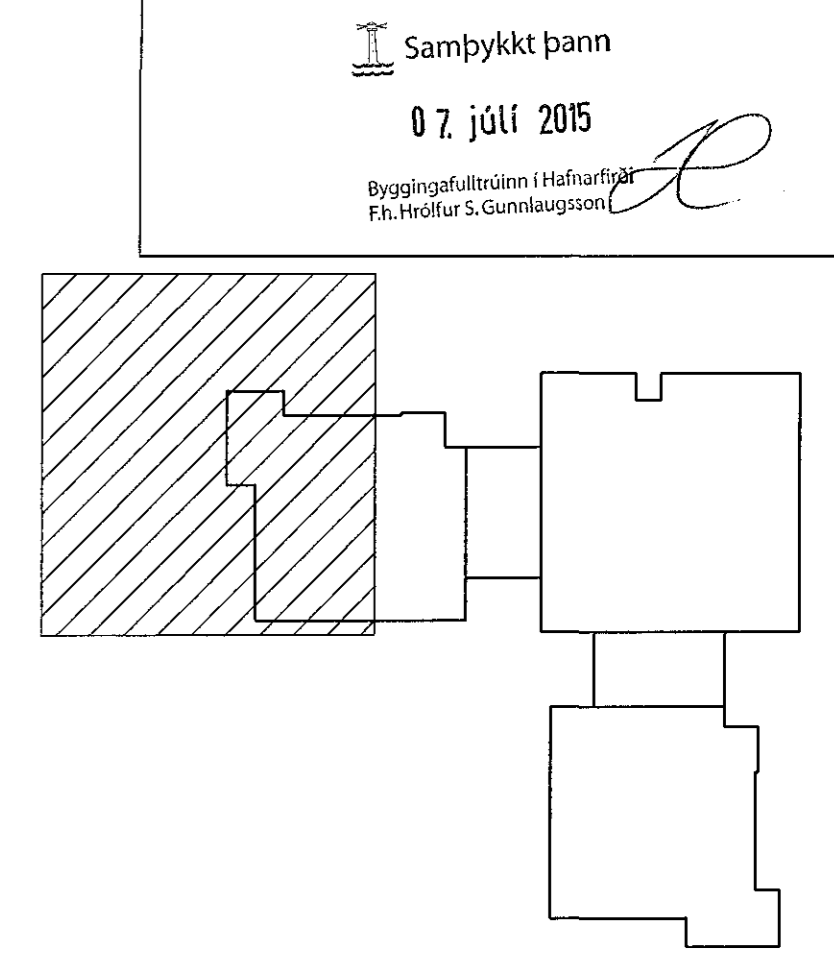 Samþykkt þann
07. júlí 2015
Byggingafulltrúinn í Hafnarfirði
F.h. Hrólfur S. Gunnlaugsson